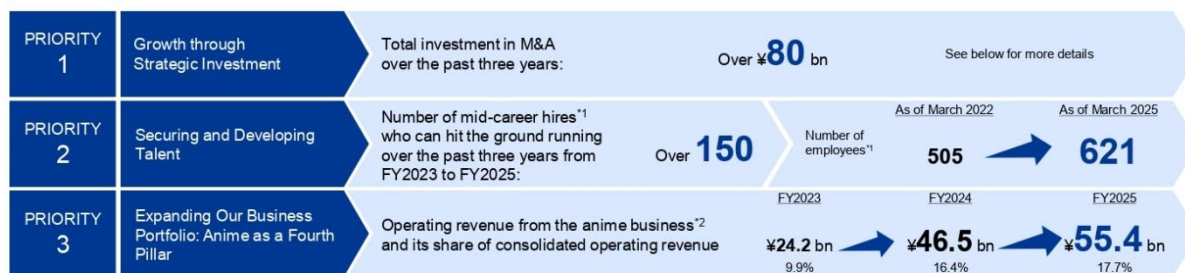 PRIORITY
1
Growth through
Strategic Investment
Total investment in M&A
over the past three years:
Over ¥80 bn
See below for more details
PRIORITY
2
Securing and Developing
Talent
Number of mid-career hires*1
who can hit the ground running
over the past three years from
FY2023 to FY2025:
Over 150
Number of
employees*1
As of March 2022
505
As of March 2025
621
PRIORITY
3
Expanding Our Business
Portfolio: Anime as a Fourth
Pillar
Operating revenue from the anime business*2
and its share of consolidated operating revenue
FY2023
¥24.2 bn
9.9%
FY2024
¥46.5 bn
16.4%
FY2025
¥55.4 bn
17.7%